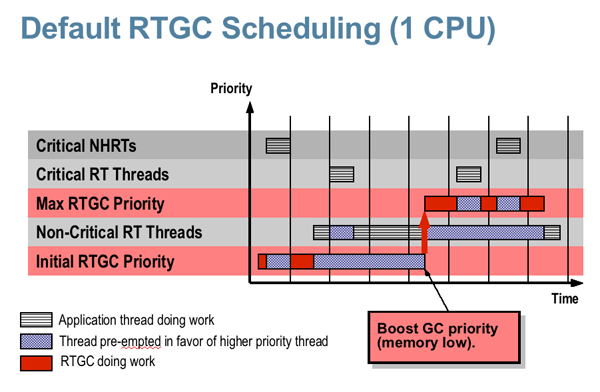 Default RTGC Scheduling (1 CPU)
Priority
Critical NHRTs
Critical RT Threads
Max RTGC Priority
Non-Critical RT Threads
Initial RTGC Priority
Time
Application thread doing work
Thread pre-empted in favor of higher priority thread
RTGC doing work
Boost GC priority
(memory low).